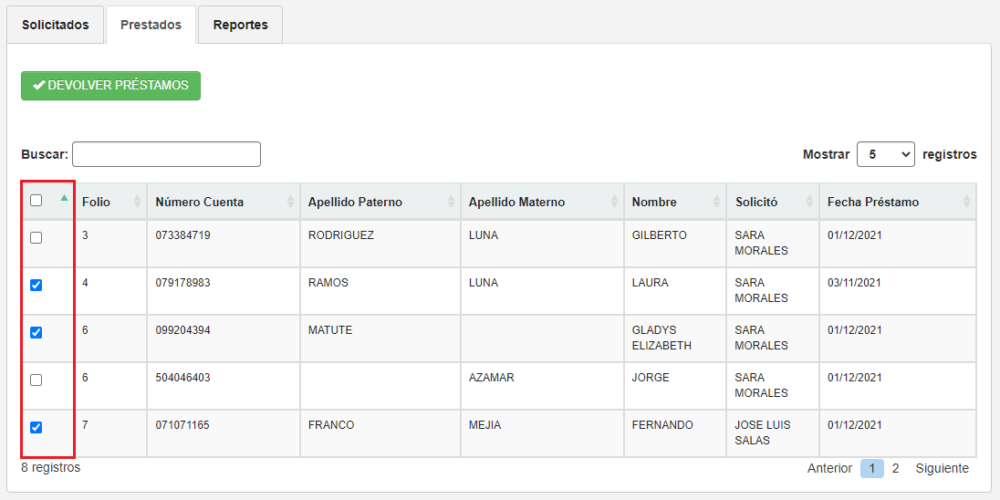 Solicitados Prestados Reportes
DEVOLVER PRÉSTAMOS
Buscar: Mostrar 5 registros
Folio Número Cuenta Apellido Paterno Apellido Materno Nombre Solicitó Fecha Préstamo
3 073384719 RODRIGUEZ LUNA GILBERTO SARA 01/12/2021
MORALES
4 079178983 RAMOS LUNA LAURA SARA 03/11/2021
MORALES
6 099204394 MATUTE GLADYS SARA 01/12/2021
ELIZABETH MORALES
6 504046403 AZAMAR JORGE SARA 01/12/2021
MORALES
7 071071165 FRANCO MEJIA FERNANDO JOSE LUIS 01/12/2021
SALAS
8 registros Anterior 1 2 Siguiente